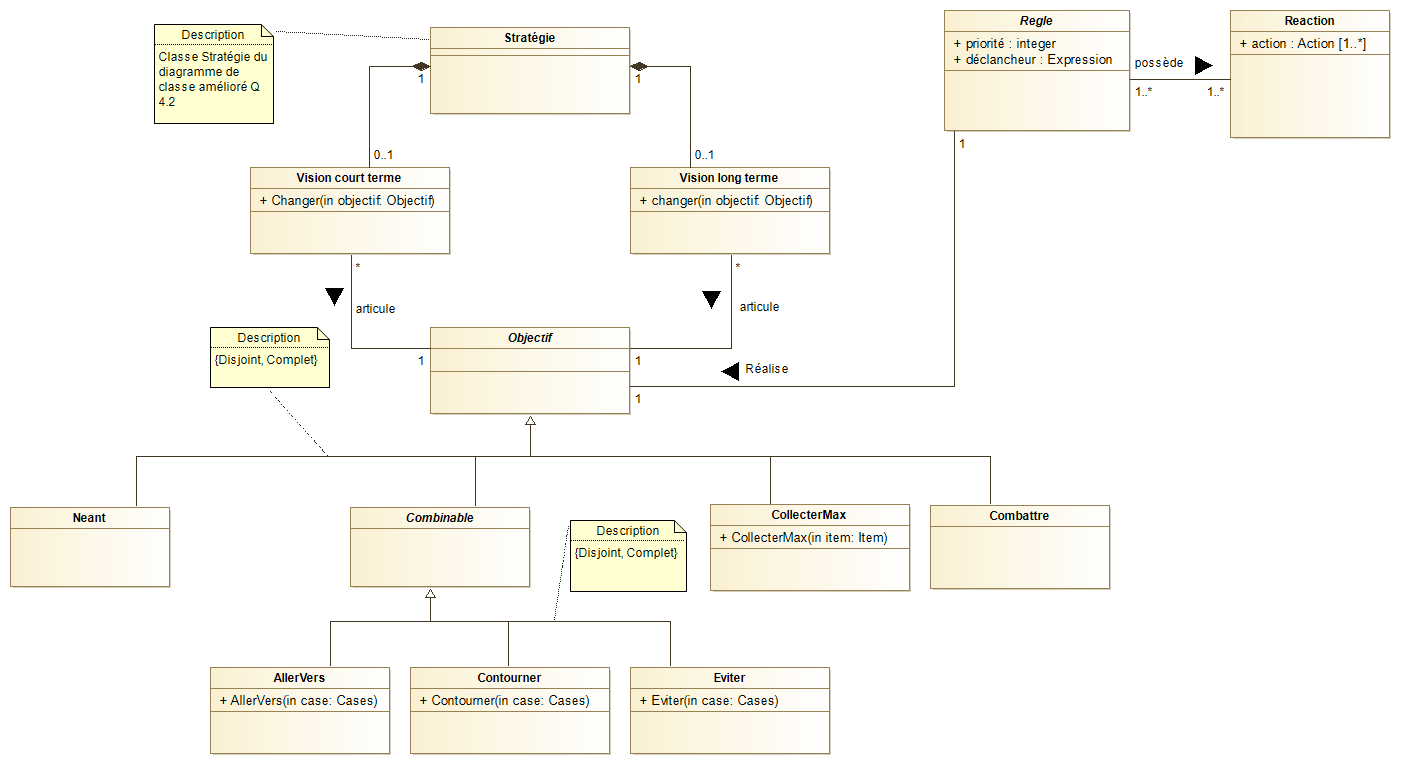 Description
Classe Stratégie du
diagramme de
classe amélioré Q
4.2
Stratégie
1
1
0..1
0..1
Regle
+ priorité : integer
+ déclancheur : Expression
possède
1..*
1..*
1
Reaction
+ action : Action [1..*]
Vision court terme
+ Changer(in objectif: Objectif)
*
articule
1
Vision long terme
+ changer(in objectif: Objectif)
*
articule
1
Description
{Disjoint, Complet}
Objectif
Réalise
1
Neant
Combinable
Description
{Disjoint, Complet}
CollecterMax
+ CollecterMax(in item: Item)
Combattre
AllerVers
+ AllerVers(in case: Cases)
Contourner
+ Contourner(in case: Cases)
Eviter
+ Eviter(in case: Cases)